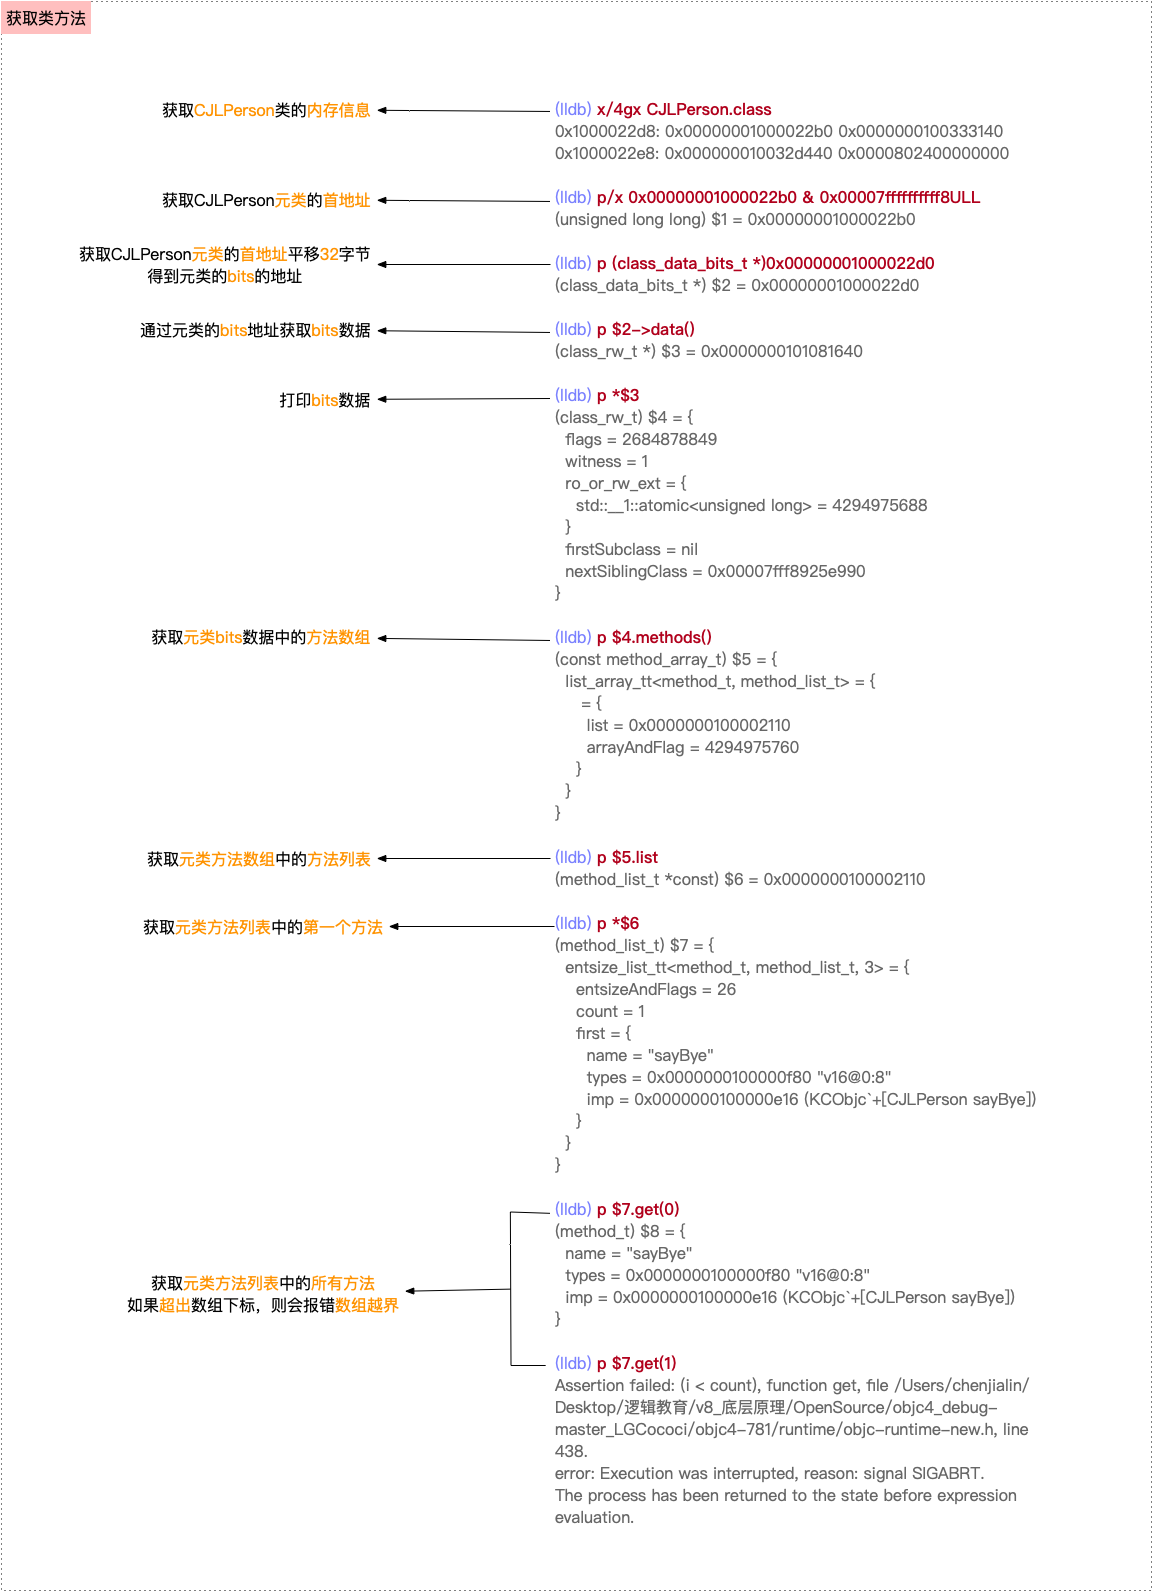 获取类方法
获取CJLPerson类的内存信息
(lldb) x/4gx CJLPerson.class
0x1000022d8: 0x00000001000022b0 0x0000000100333140
0x1000022e8: 0x000000010032d440 0x0000802400000000
获取CJLPerson元类的首地址
(lldb) p/x 0x00000001000022b0 & 0x00007ffffffffff8ULL
(unsigned long long) $1 = 0x00000001000022b0
获取CJLPerson元类的首地址平移32字节
得到元类的bits的地址
(lldb) p (class_data_bits_t *)0x00000001000022d0
(class_data_bits_t *) $2 = 0x00000001000022d0
通过元类的bits地址获取bits数据
(lldb) p $2->data()
(class_rw_t *) $3 = 0x0000000101081640
打印bits数据
(lldb) p *$3
(class_rw_t) $4 = {
flags = 2684878849
witness = 1
ro_or_rw_ext = {
std::__1::atomic<unsigned long> = 4294975688
}
firstSubclass = nil
nextSiblingClass = 0x00007fff8925e990
}
获取元类bits数据中的方法数组
(lldb) p $4.methods()
(const method_array_t) $5 = {
list_array_tt<method_t, method_list_t> = {
= {
list = 0x0000000100002110
arrayAndFlag = 4294975760
}
}
}
获取元类方法数组中的方法列表
(lldb) p $5.list
(method_list_t *const) $6 = 0x0000000100002110
获取元类方法列表中的第一个方法
(lldb) p *$6
(method_list_t) $7 = {
entsize_list_tt<method_t, method_list_t, 3> = {
entsizeAndFlags = 26
count = 1
first = {
name = "sayBye"
types = 0x0000000100000f80 "v16@0:8"
imp = 0x0000000100000e16 (KCObjc`+[CJLPerson sayBye])
}
}
}
获取元类方法列表中的所有方法
如果超出数组下标，则会报错数组越界
(lldb) p $7.get(0)
(method_t) $8 = {
name = "sayBye"
types = 0x0000000100000f80 "v16@0:8"
imp = 0x0000000100000e16 (KCObjc`+[CJLPerson sayBye])
}
(lldb) p $7.get(1)
Assertion failed: (i < count), function get, file /Users/chenjialin/
Desktop/逻辑教育/v8_底层原理/OpenSource/objc4_debug-
master_LGCococi/objc4-781/runtime/objc-runtime-new.h, line
438.
error: Execution was interrupted, reason: signal SIGABRT.
The process has been returned to the state before expression
evaluation.